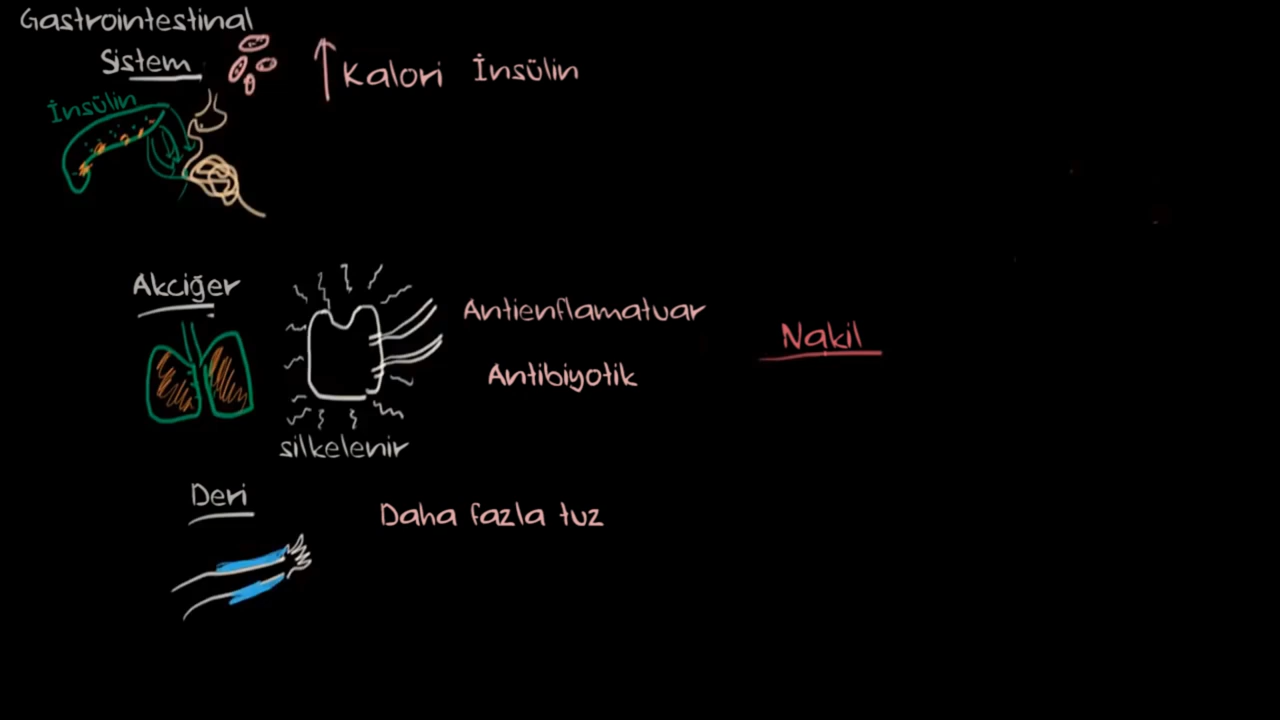 Gastrointestinal
Sistem
↑ Kalori İnsülin
İnsülin
Akciğer
Antienflamatuar
Nakil
Antibiyotik
silkelenir
Deri
Daha fazla tuz